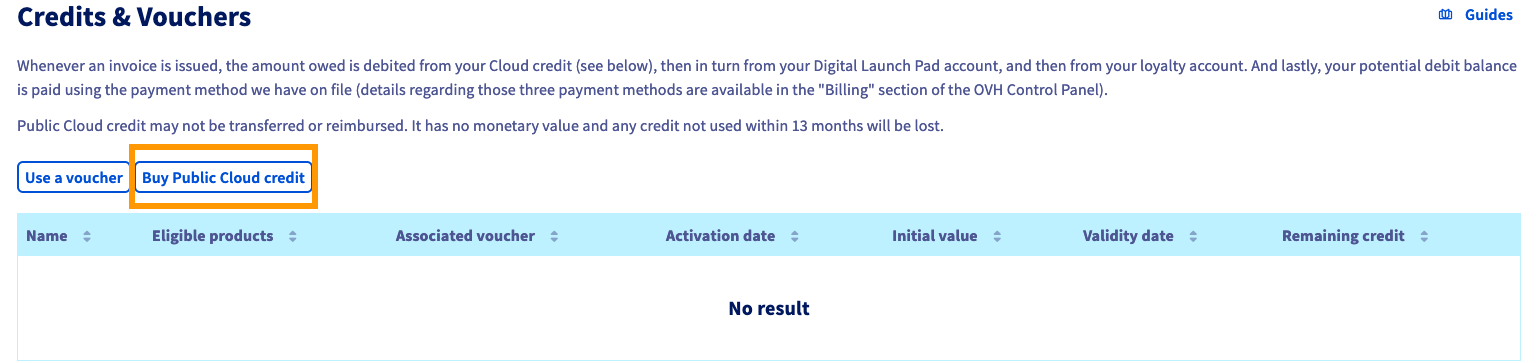 Credits & Vouchers
Guides
Whenever an invoice is issued, the amount owed is debited from your Cloud credit (see below), then in turn from your Digital Launch Pad account, and then from your loyalty account. And lastly, your potential debit balance
is paid using the payment method we have on file (details regarding those three payment methods are available in the "Billing" section of the OVH Control Panel).
Public Cloud credit may not be transferred or reimbursed. It has no monetary value and any credit not used within 13 months will be lost.
Use a voucher Buy Public Cloud credit
Name Eligible products Associated voucher Activation date Initial value Validity date Remaining credit
No result